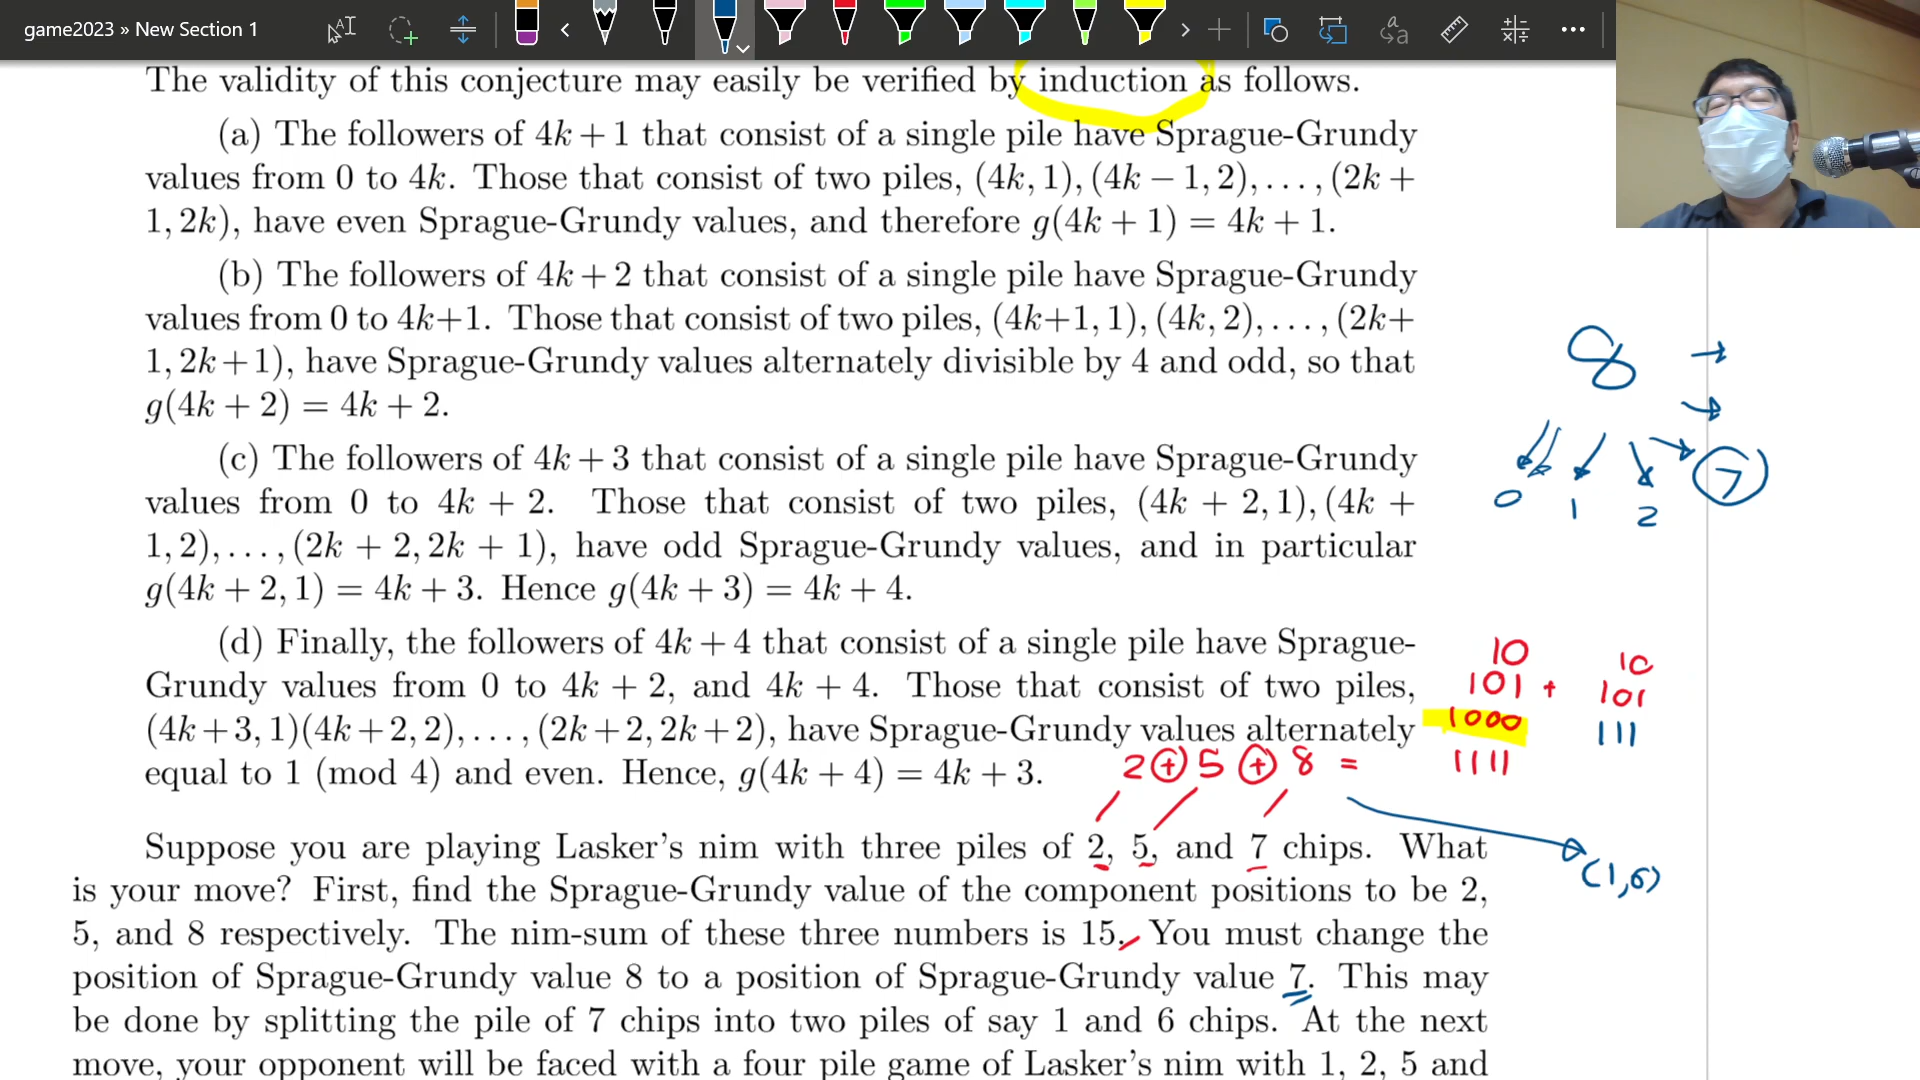 game2023 » New Section 1
The validity of this conjecture may easily be verified by induction as follows.
(a) The followers of 4k + 1 that consist of a single pile have Sprague-Grundy
values from 0 to 4k. Those that consist of two piles, (4k, 1), (4k − 1, 2), . . . , (2k +
1, 2k), have even Sprague-Grundy values, and therefore g(4k + 1) = 4k + 1.
(b) The followers of 4k + 2 that consist of a single pile have Sprague-Grundy
values from 0 to 4k+1. Those that consist of two piles, (4k+1, 1), (4k, 2), . . . , (2k+
1, 2k+1), have Sprague-Grundy values alternately divisible by 4 and odd, so that
g(4k + 2) = 4k + 2.
8
7
0 1 2
(c) The followers of 4k + 3 that consist of a single pile have Sprague-Grundy
values from 0 to 4k + 2. Those that consist of two piles, (4k + 2, 1), (4k +
1, 2), . . . , (2k + 2, 2k + 1), have odd Sprague-Grundy values, and in particular
g(4k + 2, 1) = 4k + 3. Hence g(4k + 3) = 4k + 4.
(d) Finally, the followers of 4k + 4 that consist of a single pile have Sprague-
Grundy values from 0 to 4k + 2, and 4k + 4. Those that consist of two piles,
(4k + 3, 1)(4k + 2, 2), . . . , (2k + 2, 2k + 2), have Sprague-Grundy values alternately
equal to 1 (mod 4) and even. Hence, g(4k + 4) = 4k + 3.
10 10
101 + 101
1000 111
2 ⊕ 5 ⊕ 8 = 1111
Suppose you are playing Lasker's nim with three piles of 2, 5, and 7 chips. What
(1,6)
is your move? First, find the Sprague-Grundy value of the component positions to be 2,
5, and 8 respectively. The nim-sum of these three numbers is 15. You must change the
position of Sprague-Grundy value 8 to a position of Sprague-Grundy value 7. This may
be done by splitting the pile of 7 chips into two piles of say 1 and 6 chips. At the next
move, your opponent will be faced with a four pile game of Lasker's nim with 1, 2, 5 and